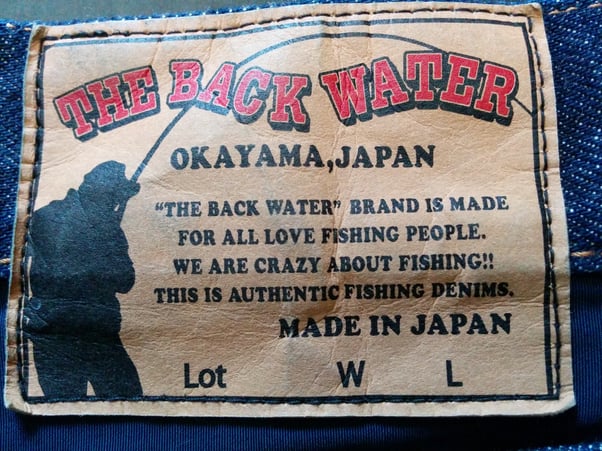 THE BACK WATER
OKAYAMA,JAPAN
"THE BACK WATER" BRAND IS MADE
FOR ALL LOVE FISHING PEOPLE.
WE ARE CRAZY ABOUT FISHING!!
THIS IS AUTHENTIC FISHING DENIMS.
MADE IN JAPAN
Lot W L